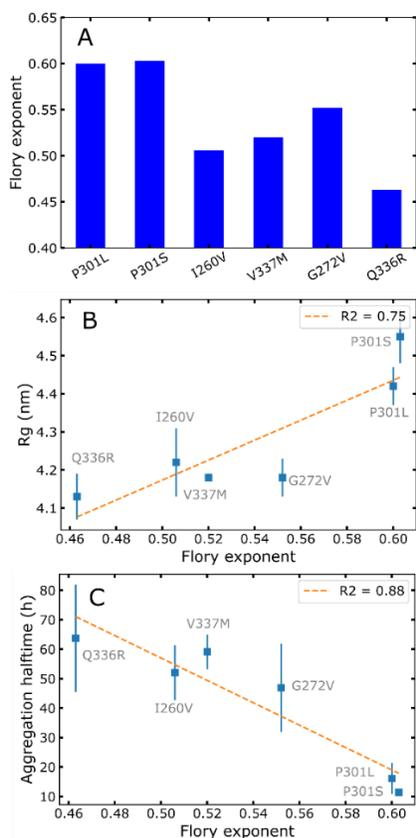 A
0.65
0.60
0.55
0.50
0.45
0.40
Flory exponent
P301L P301S I260V V337M G272V Q336R
B
R2 = 0.75
4.6
4.5
4.4
4.3
4.2
4.1
Rg (nm)
P301S
P301L
I260V
Q336R
V337M
G272V
0.46 0.48 0.50 0.52 0.54 0.56 0.58 0.60
Flory exponent
C
R2 = 0.88
80
70
60
50
40
30
20
10
Aggregation halftime (h)
V337M
Q336R
G272V
I260V
P301L
P301S
0.46 0.48 0.50 0.52 0.54 0.56 0.58 0.60
Flory exponent